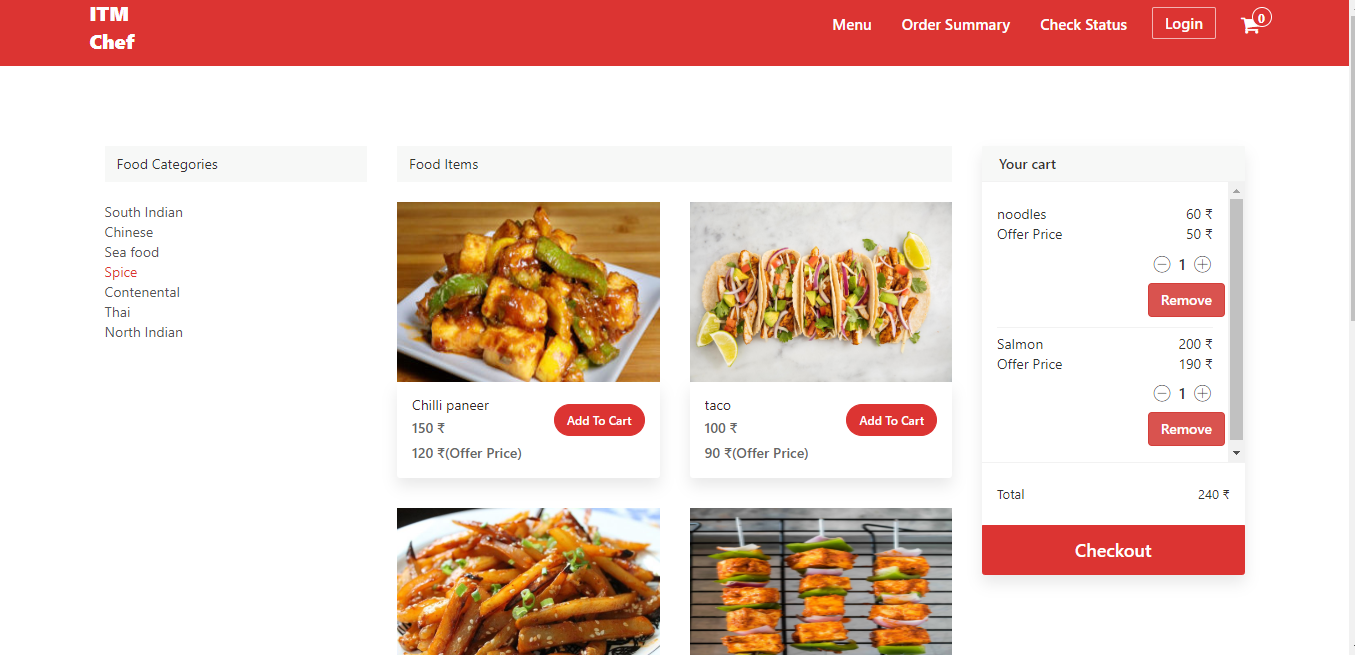 ITM
Chef
Menu
Order Summary
Check Status
Login
0
Food Categories
South Indian
Chinese
Sea food
Spice
Contenental
Thai
North Indian
Food Items
Chilli paneer
150 ₹
120 ₹(Offer Price)
Add To Cart
taco
100 ₹
90 ₹(Offer Price)
Add To Cart
Your cart
noodles 60 ₹
Offer Price 50 ₹
1
Remove
Salmon 200 ₹
Offer Price 190 ₹
1
Remove
Total 240 ₹
Checkout